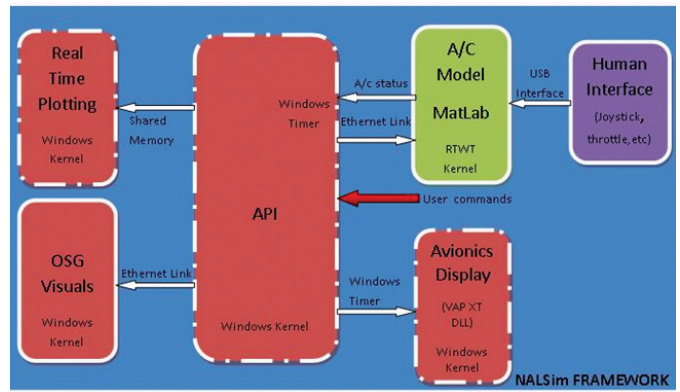 Real
Time
Plotting
Windows
Kernel
Shared
Memory
OSG
Visuals
Windows
Kernel
Ethernet Link
API
Windows Kernel
Windows
Timer
A/c status
Ethernet Link
User commands
Windows
Timer
A/C
Model
MatLab
RTWT
Kernel
USB
Interface
Human
Interface
(Joystick,
throttle,etc)
Avionics
Display
(VAP XT
DLL)
Windows
Kernel
NALSim FRAMEWORK